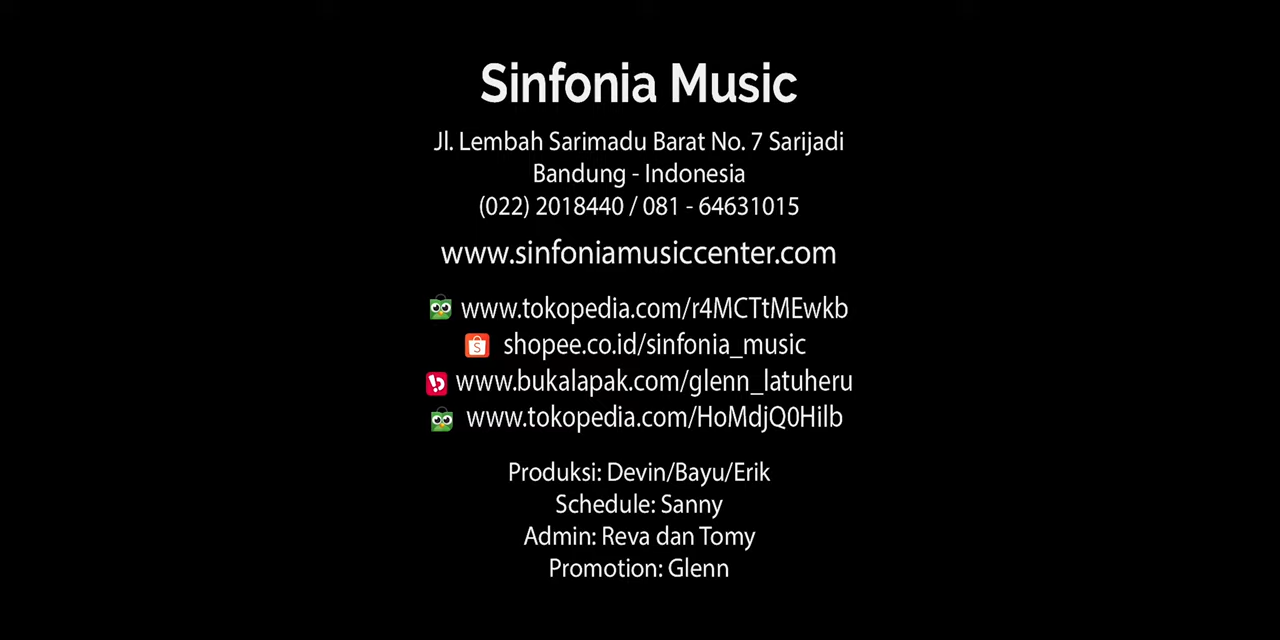 Sinfonia Music
Jl. Lembah Sarimadu Barat No. 7 Sarijadi
Bandung - Indonesia
(022) 2018440 / 081 - 64631015
www.sinfoniamusiccenter.com
www.tokopedia.com/r4MCTtMEwkb
shopee.co.id/sinfonia_music
www.bukalapak.com/glenn_latuheru
www.tokopedia.com/HoMdjQ0Hilb
Produksi: Devin/Bayu/Erik
Schedule: Sanny
Admin: Reva dan Tomy
Promotion: Glenn